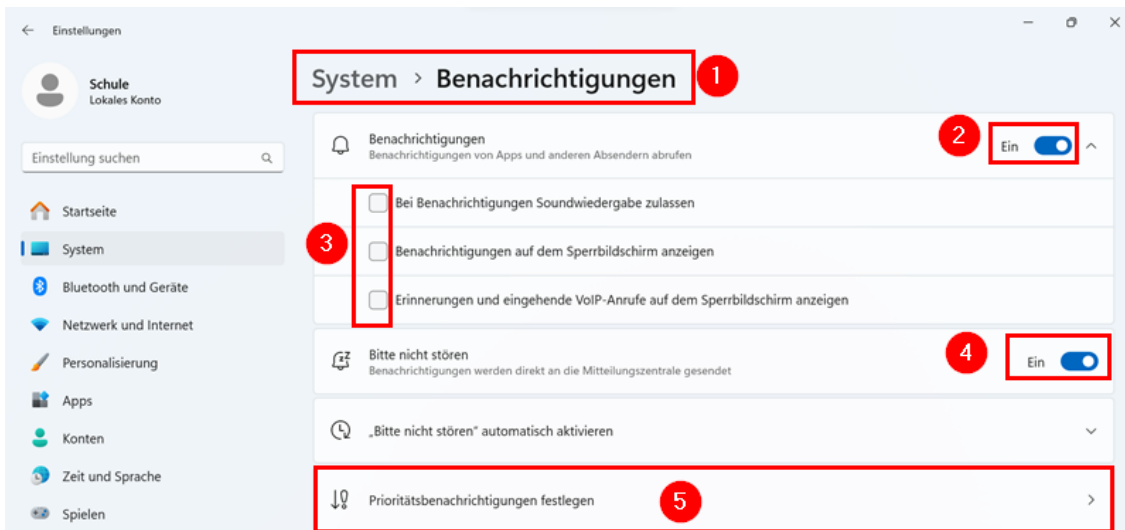 Einstellungen
Schule
Lokales Konto
Einstellung suchen
Startseite
System
Bluetooth und Geräte
Netzwerk und Internet
Personalisierung
Apps
Konten
Zeit und Sprache
Spielen
System > Benachrichtigungen
1
Benachrichtigungen
Benachrichtigungen von Apps und anderen Absendern abrufen
2
Ein
3
Bei Benachrichtigungen Soundwiedergabe zulassen
Benachrichtigungen auf dem Sperrbildschirm anzeigen
Erinnerungen und eingehende VoIP-Anrufe auf dem Sperrbildschirm anzeigen
Bitte nicht stören
Benachrichtigungen werden direkt an die Mitteilungszentrale gesendet
4
Ein
„Bitte nicht stören“ automatisch aktivieren
Prioritätsbenachrichtigungen festlegen
5